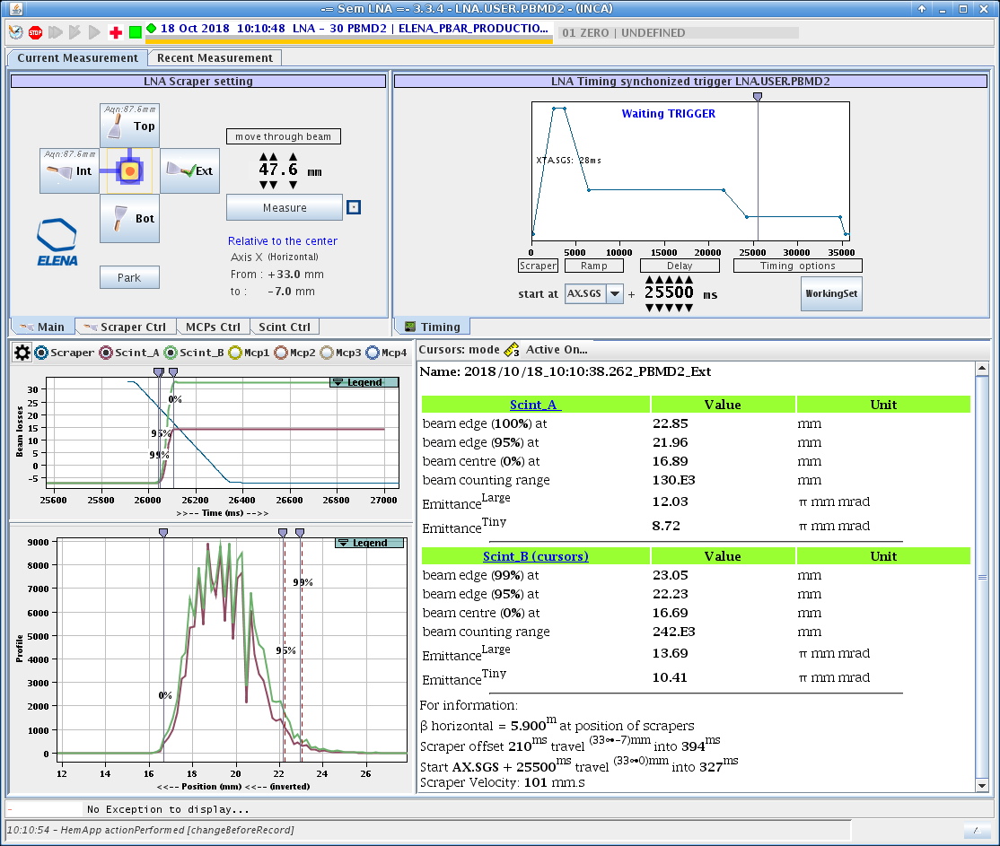 -= Sem LNA =- 3.3.4 - LNA.USER.PBMD2 - (INCA)
STOP
18 Oct 2018 10:10:48 LNA - 30 PBMD2 | ELENA_PBAR_PRODUCTIO...
01 ZERO | UNDEFINED
Current Measurement
Recent Measurement
LNA Scraper setting
Aqn:87.6mm
Top
Aqn:87.6mm
Int
Ext
Bot
ELENA
Park
move through beam
47.6 mm
Measure
Relative to the center
Axis X (Horizontal)
From : +33.0 mm
to : -7.0 mm
Main
Scraper Ctrl
MCPs Ctrl
Scint Ctrl
LNA Timing synchonized trigger LNA.USER.PBMD2
Waiting TRIGGER
XTA.SGS: 28ms
0 5000 10000 15000 20000 25000 30000 35000
Scraper
Ramp
Delay
Timing options
start at AX.SGS + 25500 ms
WorkingSet
Timing
Scraper Scint_A Scint_B Mcp1 Mcp2 Mcp3 Mcp4
Legend
Beam losses
30
25
20
15
10
5
0
-5
0%
95%
99%
25600 25800 26000 26200 26400 26600 26800 27000
>>-- Time (ms) -->>
Legend
Profile
9000
8000
7000
6000
5000
4000
3000
2000
1000
0
99%
95%
0%
12 14 16 18 20 22 24 26
<<-- Position (mm) <<-- (inverted)
Cursors: mode Active On...
Name: 2018/10/18_10:10:38.262_PBMD2_Ext
Scint_A Value Unit
beam edge (100%) at 22.85 mm
beam edge (95%) at 21.96 mm
beam centre (0%) at 16.89 mm
beam counting range 130.E3 mm
Emittance Large 12.03 π mm mrad
Emittance Tiny 8.72 π mm mrad
Scint_B (cursors) Value Unit
beam edge (99%) at 23.05 mm
beam edge (95%) at 22.23 mm
beam centre (0%) at 16.69 mm
beam counting range 242.E3 mm
Emittance Large 13.69 π mm mrad
Emittance Tiny 10.41 π mm mrad
For information:
β horizontal = 5.900 m at position of scrapers
Scraper offset 210 ms travel (33⊶-7)mm into 394 ms
Start AX.SGS + 25500 ms travel (33⊶0)mm into 327 ms
Scraper Velocity: 101 mm.s
- No Exception to display...
10:10:54 - HemApp actionPerformed [changeBeforeRecord]